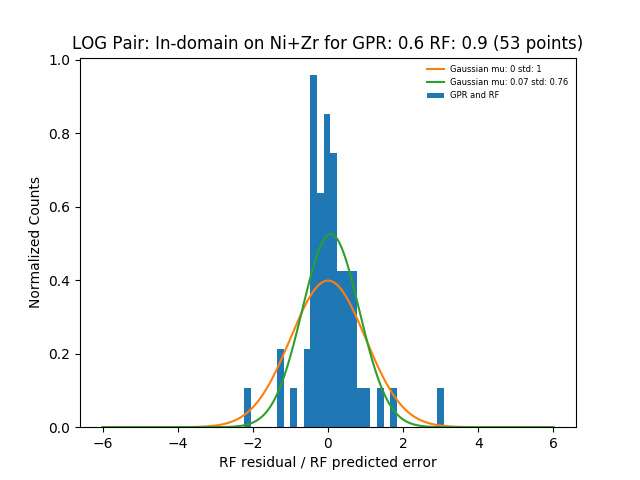 LOG Pair: In-domain on Ni+Zr for GPR: 0.6 RF: 0.9 (53 points)
Gaussian mu: 0 std: 1
Gaussian mu: 0.07 std: 0.76
GPR and RF
Normalized Counts
1.0
0.8
0.6
0.4
0.2
0.0
−6 −4 −2 0 2 4 6
RF residual / RF predicted error